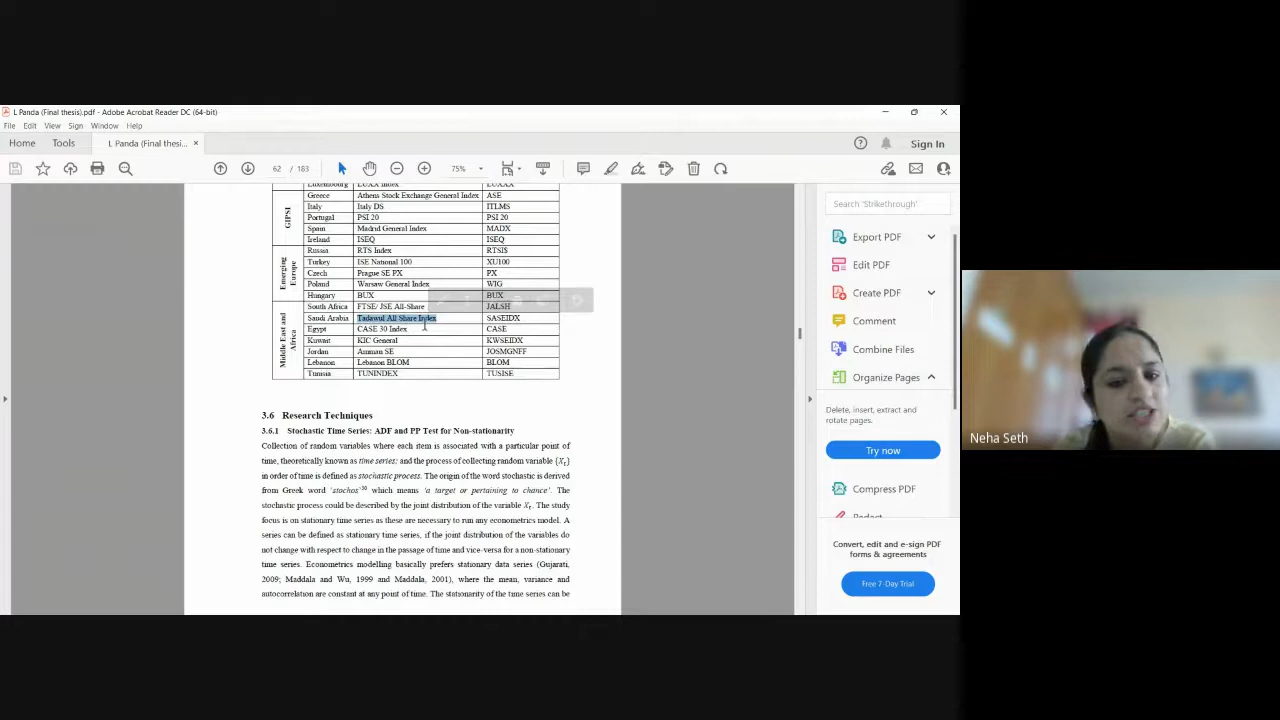 L Panda (Final thesis).pdf - Adobe Acrobat Reader DC (64-bit)
File Edit View Sign Window Help
Home Tools L Panda (Final thesi... × Sign In
62 / 183 75%
Luxembourg LUXX Index LUXXX
Greece Athens Stock Exchange General Index ASE
Italy Italy DS ITLMS
GIPSI Portugal PSI 20 PSI 20
Spain Madrid General Index MADX
Ireland ISEQ ISEQ
Russia RTS Index RTSI$
Turkey ISE National 100 XU100
Emerging Europe Czech Prague SE PX PX
Poland Warsaw General Index WIG
Hungary BUX BUX
South Africa FTSE/ JSE All-Share JALSH
Saudi Arabia Tadawul All Share Index SASEIDX
Egypt CASE 30 Index CASE
Middle East and Africa Kuwait KIC General KWSEIDX
Jordan Amman SE JOSMGNFF
Lebanon Lebanon BLOM BLOM
Tunisia TUNINDEX TUSISE
3.6 Research Techniques
3.6.1 Stochastic Time Series: ADF and PP Test for Non-stationarity
Collection of random variables where each item is associated with a particular point of
time, theoretically known as time series: and the process of collecting random variable {Xt}
in order of time is defined as stochastic process. The origin of the word stochastic is derived
from Greek word 'stochos' which means 'a target or pertaining to chance'. The
stochastic process could be described by the joint distribution of the variable Xt. The study
focus is on stationary time series as these are necessary to run any econometrics model. A
series can be defined as stationary time series, if the joint distribution of the variables do
not change with respect to change in the passage of time and vice-versa for a non-stationary
time series. Econometrics modelling basically prefers stationary data series (Gujarati,
2009; Maddala and Wu, 1999 and Maddala, 2001), where the mean, variance and
autocorrelation are constant at any point of time. The stationarity of the time series can be
Search 'Strikethrough'
Export PDF
Edit PDF
Create PDF
Comment
Combine Files
Organize Pages
Delete, insert, extract and
rotate pages.
Try now
Compress PDF
Redact
Convert, edit and e-sign PDF
forms & agreements
Free 7-Day Trial
Neha Seth